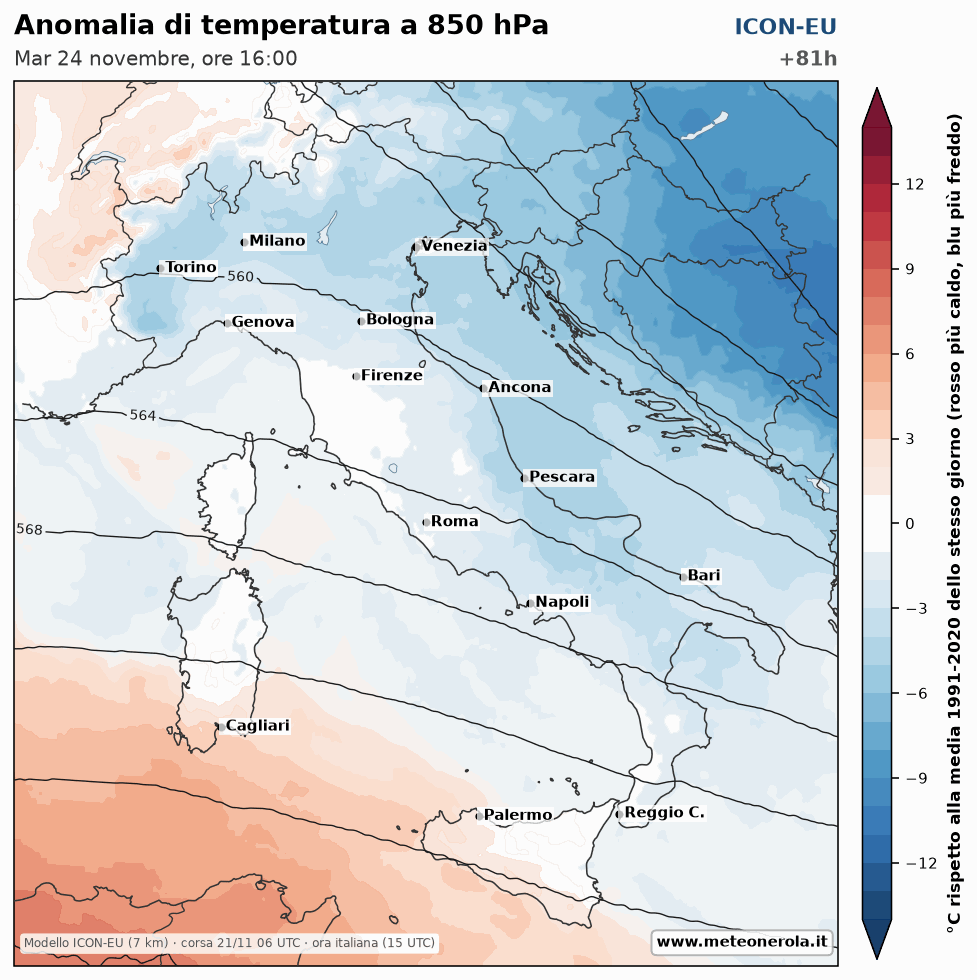 Anomalia di temperatura a 850 hPa
ICON-EU
Mar 24 novembre, ore 16:00
+81h
Milano
Venezia
Torino
560
Genova
Bologna
Firenze
Ancona
564
Pescara
Roma
568
Bari
Napoli
Cagliari
Palermo
Reggio C.
Modello ICON-EU (7 km) · corsa 21/11 06 UTC · ora italiana (15 UTC)
www.meteonerola.it
12
9
6
3
0
−3
−6
−9
−12
°C rispetto alla media 1991-2020 dello stesso giorno (rosso più caldo, blu più freddo)